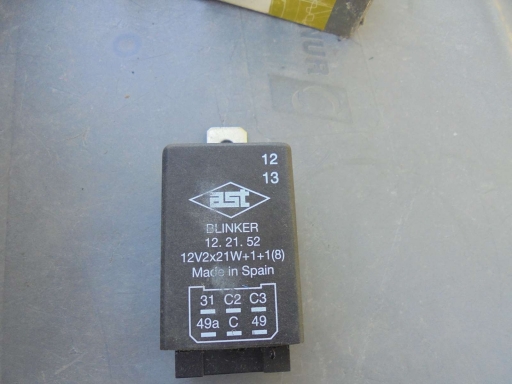 12
13
ast
BLINKER
12. 21. 52
12V2x21W+1+1(8)
Made in Spain
31 C2 C3
49a C 49